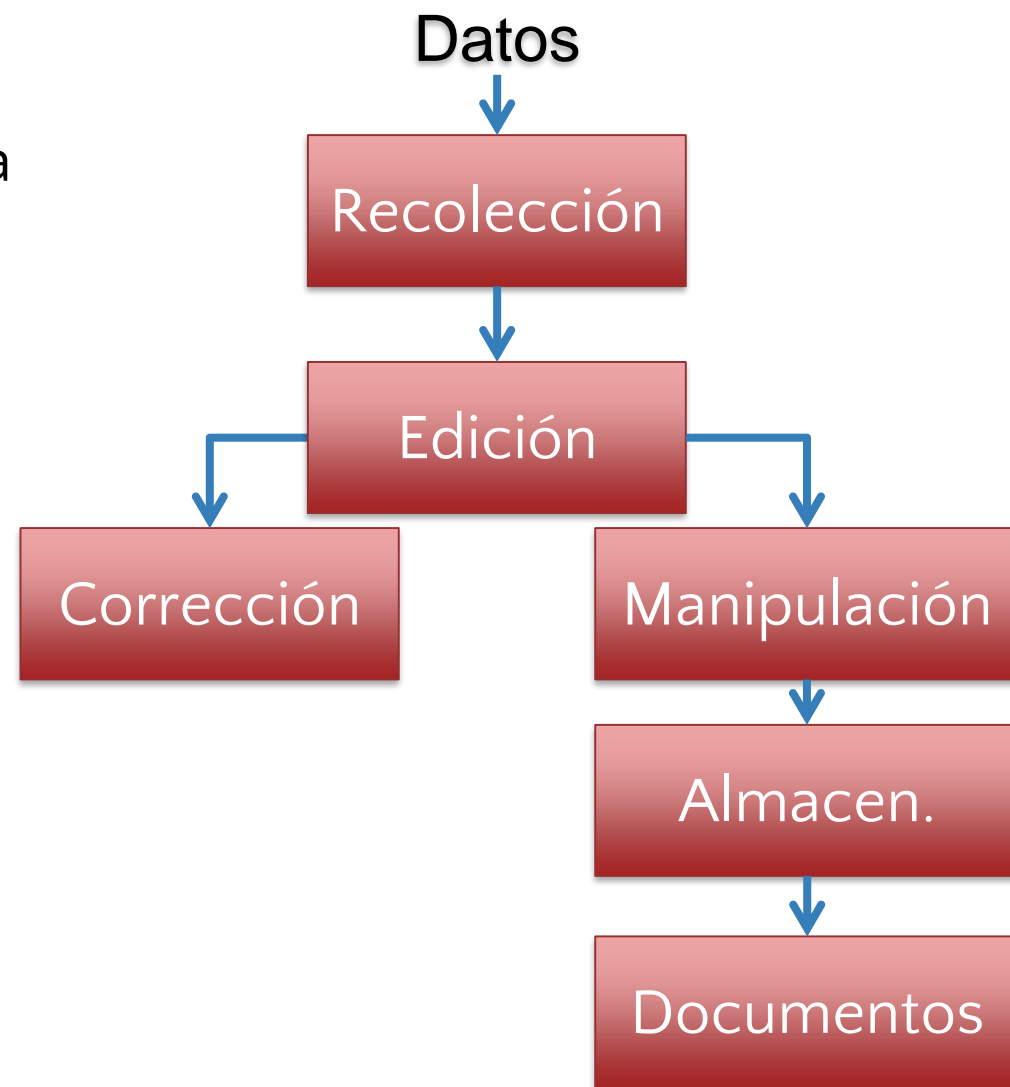 Datos
a
Recolección
Edición
Corrección
Manipulación
Almacen.
Documentos